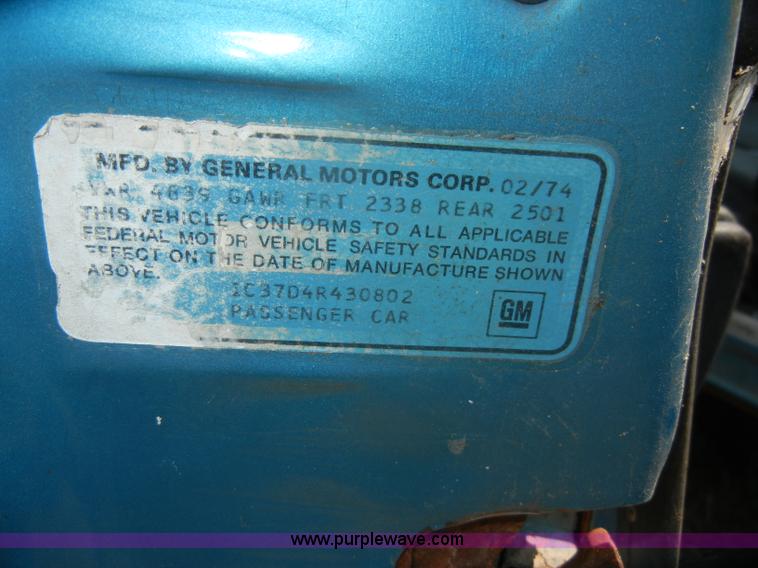 MFD. BY GENERAL MOTORS CORP. 02/74
4839 GAWR FRT 2338 REAR 2501
THIS VEHICLE CONFORMS TO ALL APPLICABLE
FEDERAL MOTOR VEHICLE SAFETY STANDARDS IN
EFFECT ON THE DATE OF MANUFACTURE SHOWN
ABOVE.
1C37D4R430802
PASSENGER CAR
GM
www.purplewave.com